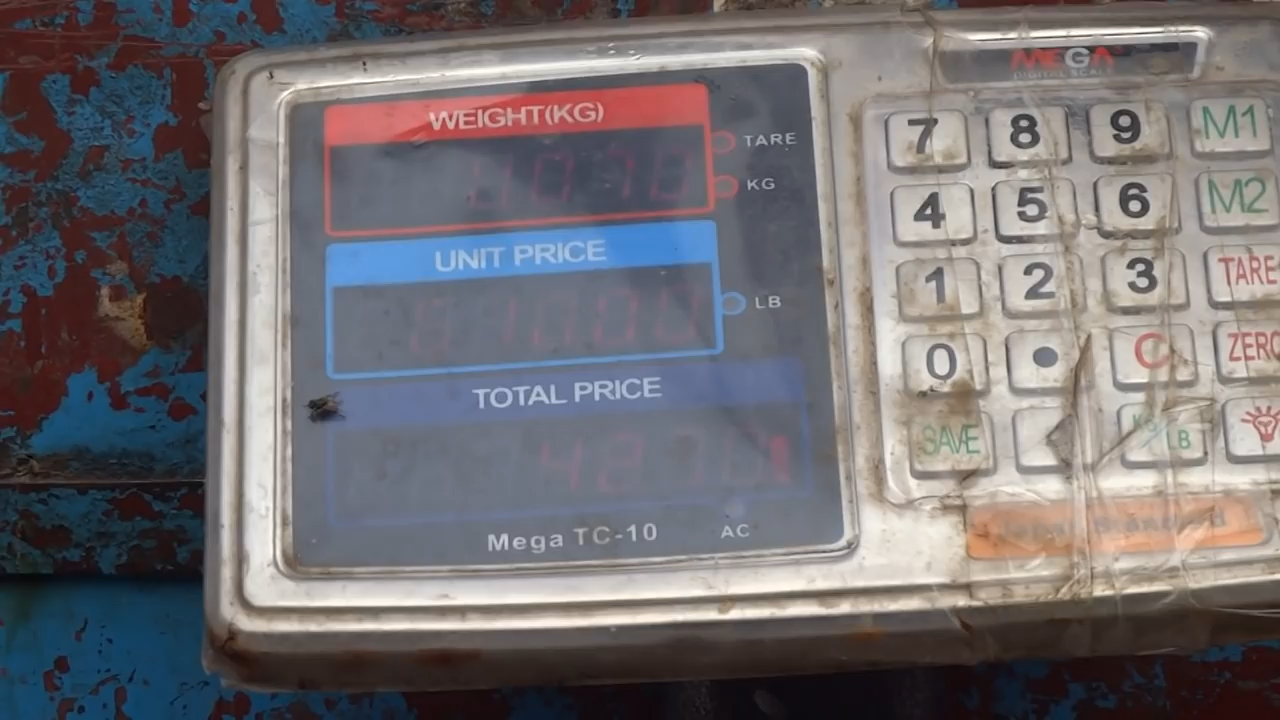 MEGA
DIGITAL SCALE
WEIGHT(KG)
TARE
KG
UNIT PRICE
LB
TOTAL PRICE
Mega TC-10
AC
7 8 9 M1
4 5 6 M2
1 2 3 TARE
0 • C ZERO
SAVE KG/LB